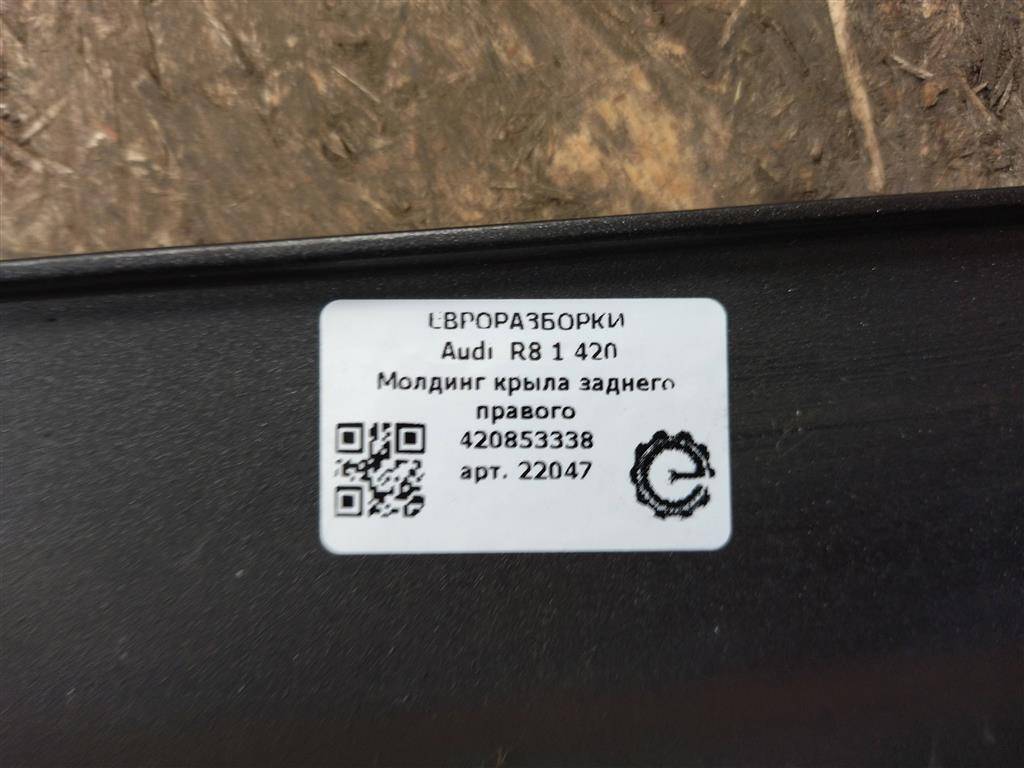 ЕВРОРАЗБОРКИ
Audi R8 1 420
Молдинг крыла заднего
правого
420853338
арт. 22047